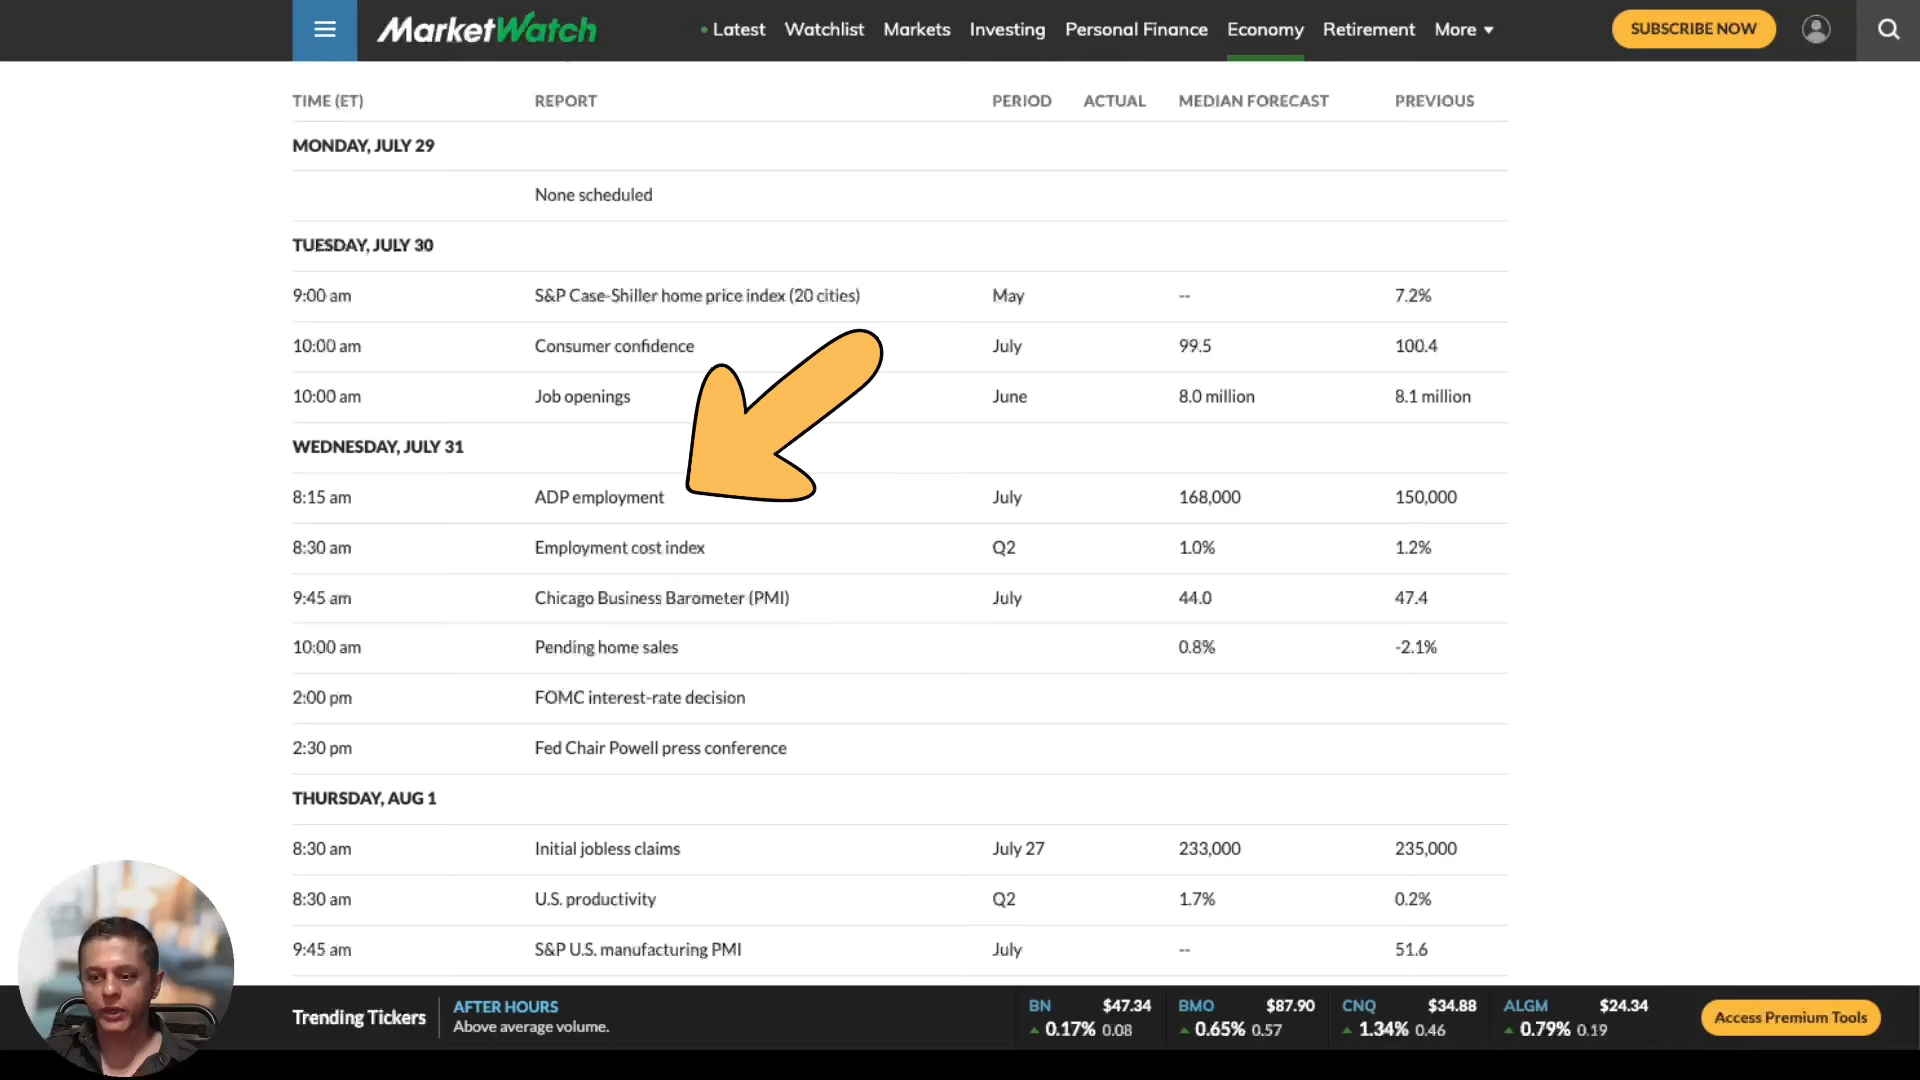 MarketWatch Latest Watchlist Markets Investing Personal Finance Economy Retirement More SUBSCRIBE NOW
TIME (ET) REPORT PERIOD ACTUAL MEDIAN FORECAST PREVIOUS
MONDAY, JULY 29
None scheduled
TUESDAY, JULY 30
9:00 am S&P Case-Shiller home price index (20 cities) May -- 7.2%
10:00 am Consumer confidence July 99.5 100.4
10:00 am Job openings June 8.0 million 8.1 million
WEDNESDAY, JULY 31
8:15 am ADP employment July 168,000 150,000
8:30 am Employment cost index Q2 1.0% 1.2%
9:45 am Chicago Business Barometer (PMI) July 44.0 47.4
10:00 am Pending home sales 0.8% -2.1%
2:00 pm FOMC interest-rate decision
2:30 pm Fed Chair Powell press conference
THURSDAY, AUG 1
8:30 am Initial jobless claims July 27 233,000 235,000
8:30 am U.S. productivity Q2 1.7% 0.2%
9:45 am S&P U.S. manufacturing PMI July -- 51.6
Trending Tickers
AFTER HOURS
Above average volume.
BN $47.34
0.17% 0.08
BMO $87.90
0.65% 0.57
CNQ $34.88
1.34% 0.46
ALGM $24.34
0.79% 0.19
Access Premium Tools